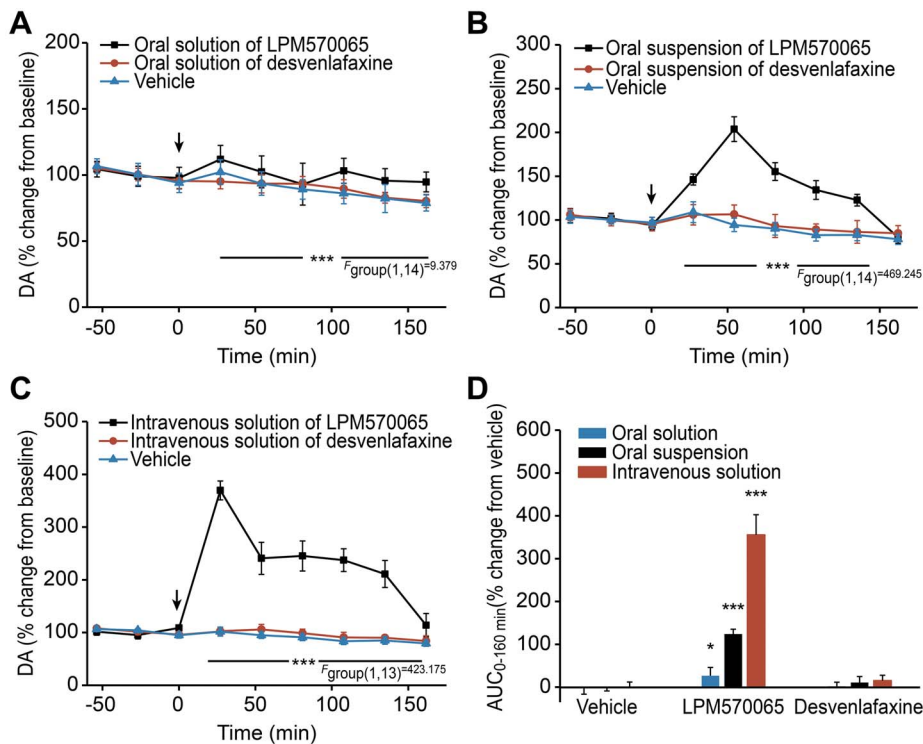 A
200
150
100
50
0
DA (% change from baseline)
Oral solution of LPM570065
Oral solution of desvenlafaxine
Vehicle
***
Fgroup(1,14)=9.379
-50 0 50 100 150
Time (min)
B
300
250
200
150
100
50
0
DA (% change from baseline)
Oral suspension of LPM570065
Oral suspension of desvenlafaxine
Vehicle
***
Fgroup(1,14)=469.245
-50 0 50 100 150
Time (min)
C
500
400
300
200
100
0
DA (% change from baseline)
Intravenous solution of LPM570065
Intravenous solution of desvenlafaxine
Vehicle
***
Fgroup(1,13)=423.175
-50 0 50 100 150
Time (min)
D
600
500
400
300
200
100
0
AUC0-160 min(% change from vehicle)
Oral solution
Oral suspension
Intravenous solution
*
***
***
Vehicle LPM570065 Desvenlafaxine